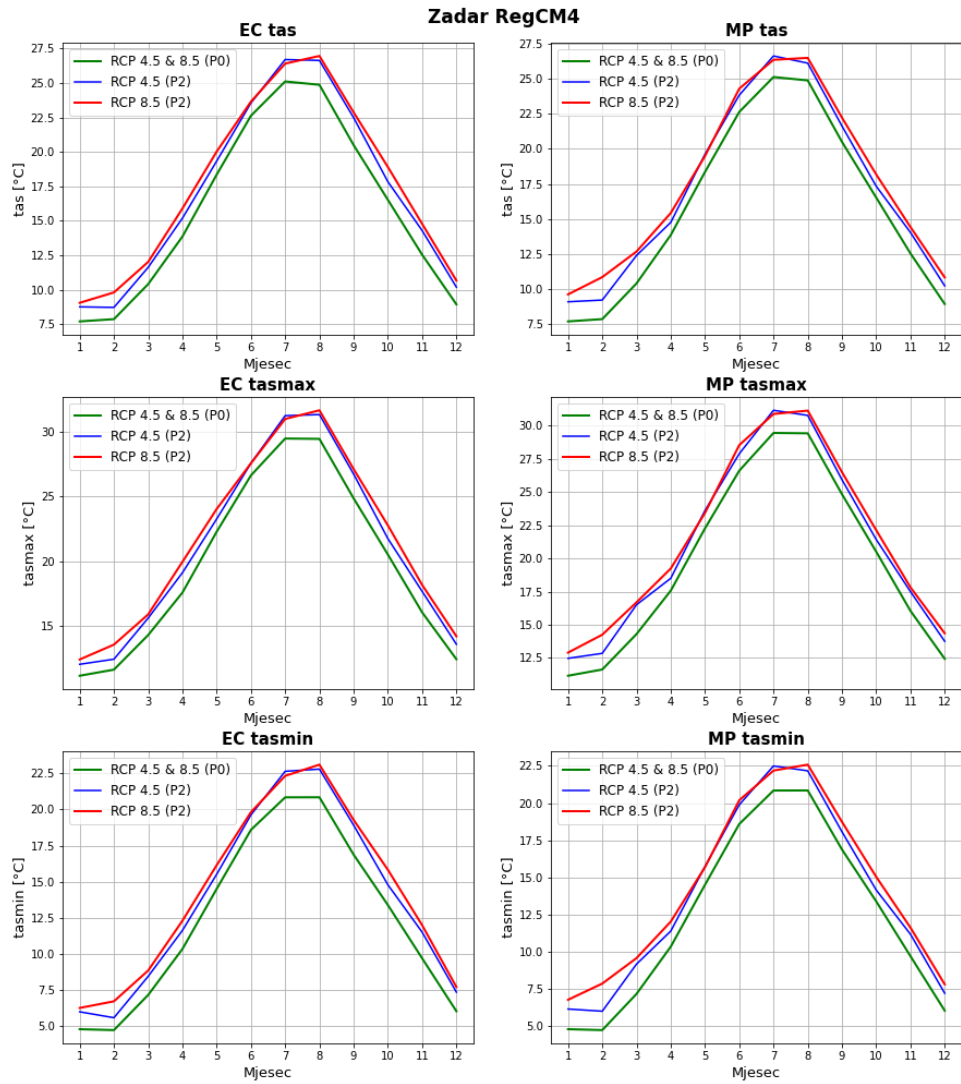 Zadar RegCM4
EC tas
RCP 4.5 & 8.5 (P0)
RCP 4.5 (P2)
RCP 8.5 (P2)
tas [°C]
27.5
25.0
22.5
20.0
17.5
15.0
12.5
10.0
7.5
1 2 3 4 5 6 7 8 9 10 11 12
Mjesec
MP tas
RCP 4.5 & 8.5 (P0)
RCP 4.5 (P2)
RCP 8.5 (P2)
tas [°C]
27.5
25.0
22.5
20.0
17.5
15.0
12.5
10.0
7.5
1 2 3 4 5 6 7 8 9 10 11 12
Mjesec
EC tasmax
RCP 4.5 & 8.5 (P0)
RCP 4.5 (P2)
RCP 8.5 (P2)
tasmax [°C]
30
25
20
15
1 2 3 4 5 6 7 8 9 10 11 12
Mjesec
MP tasmax
RCP 4.5 & 8.5 (P0)
RCP 4.5 (P2)
RCP 8.5 (P2)
tasmax [°C]
30.0
27.5
25.0
22.5
20.0
17.5
15.0
12.5
1 2 3 4 5 6 7 8 9 10 11 12
Mjesec
EC tasmin
RCP 4.5 & 8.5 (P0)
RCP 4.5 (P2)
RCP 8.5 (P2)
tasmin [°C]
22.5
20.0
17.5
15.0
12.5
10.0
7.5
5.0
1 2 3 4 5 6 7 8 9 10 11 12
Mjesec
MP tasmin
RCP 4.5 & 8.5 (P0)
RCP 4.5 (P2)
RCP 8.5 (P2)
tasmin [°C]
22.5
20.0
17.5
15.0
12.5
10.0
7.5
5.0
1 2 3 4 5 6 7 8 9 10 11 12
Mjesec